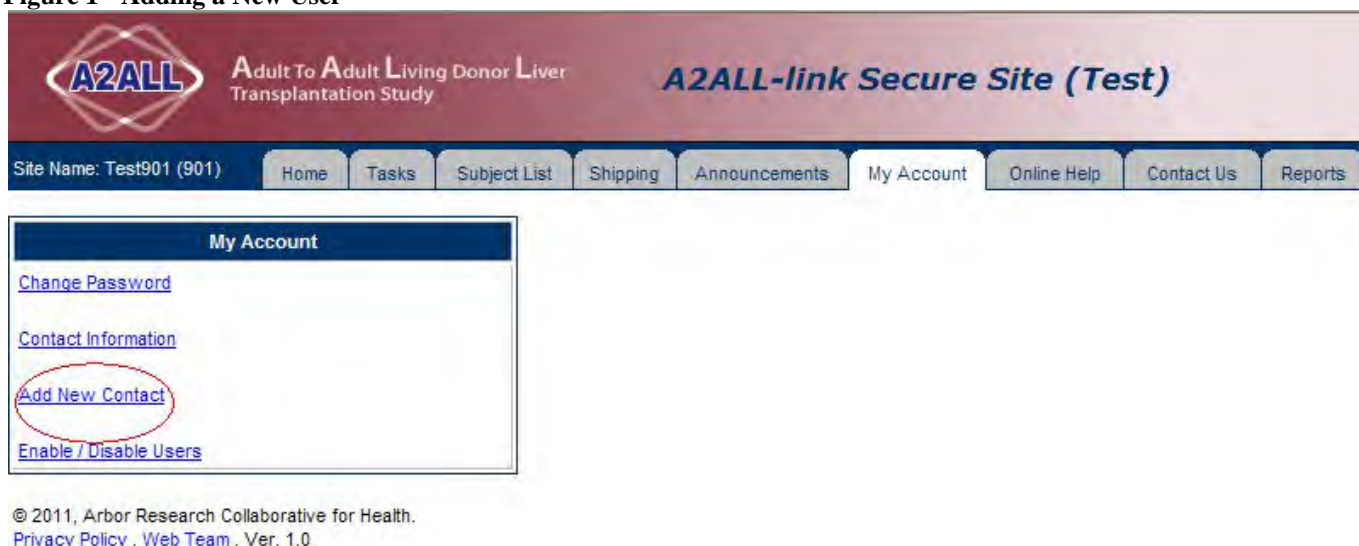 Figure 1 - Adding a New User
A2ALL
Adult To Adult Living Donor Liver
Transplantation Study
A2ALL-link Secure Site (Test)
Site Name: Test901 (901)
Home
Tasks
Subject List
Shipping
Announcements
My Account
Online Help
Contact Us
Reports
My Account
Change Password
Contact Information
Add New Contact
Enable / Disable Users
© 2011, Arbor Research Collaborative for Health.
Privacy Policy , Web Team , Ver. 1.0